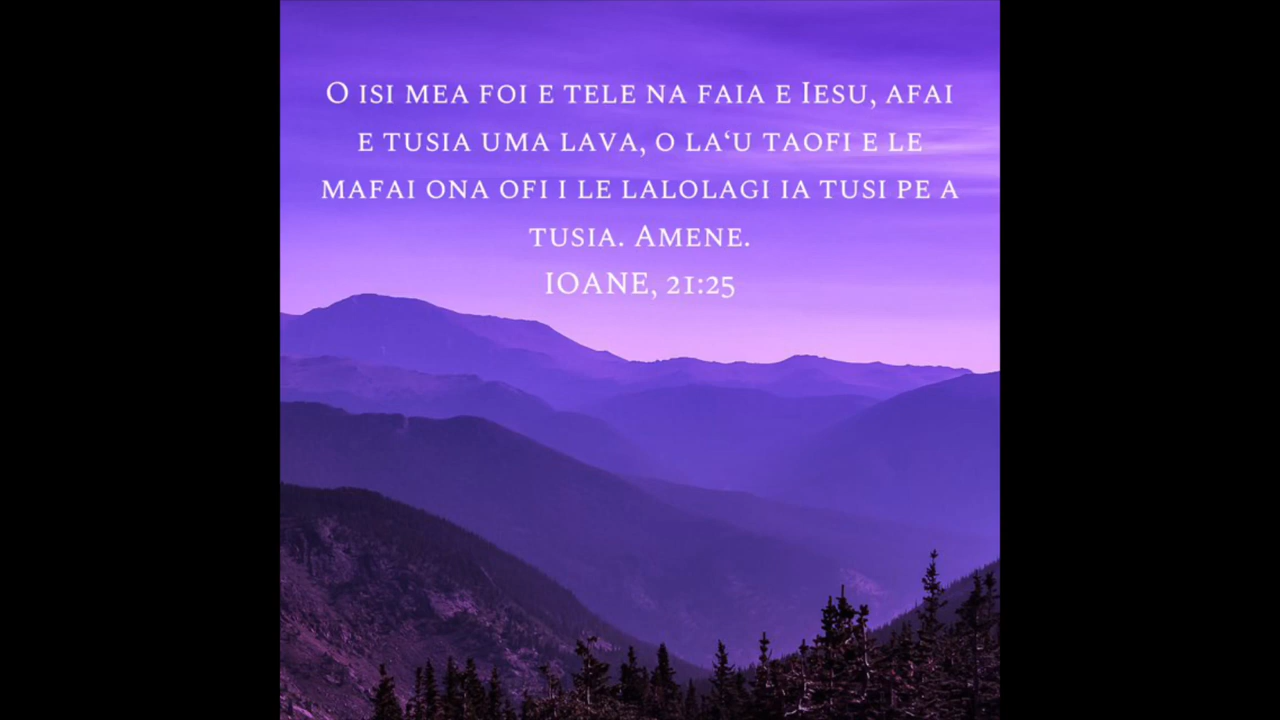 O ISI MEA FOI E TELE NA FAIA E IESU, AFAI
E TUSIA UMA LAVA, O LA‘U TAOFI E LE
MAFAI ONA OFI I LE LALOLAGI IA TUSI PE A
TUSIA. AMENE.
IOANE, 21:25